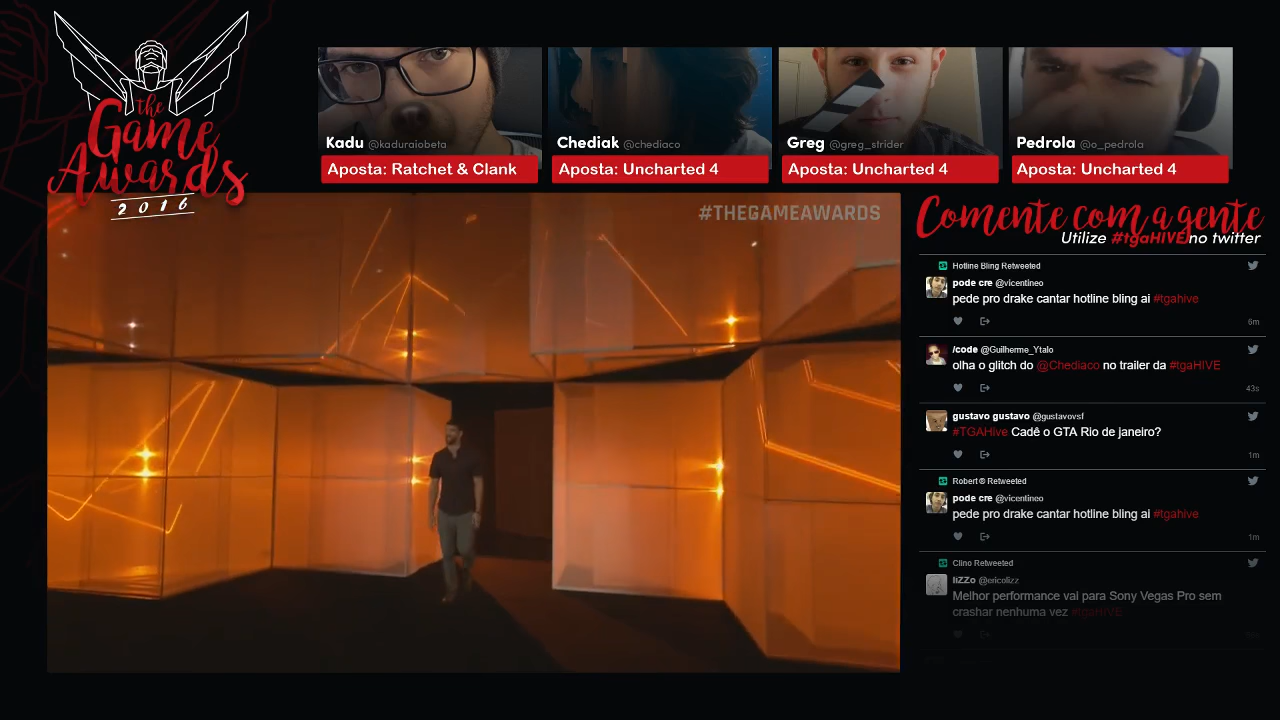 the
Game
Awards
2016
Kadu @kaduraiobeta
Aposta: Ratchet & Clank
Chediak @chediaco
Aposta: Uncharted 4
Greg @greg_strider
Aposta: Uncharted 4
Pedrola @o_pedrola
Aposta: Uncharted 4
#THEGAMEAWARDS
Comente com a gente
Utilize #tgaHIVE no twitter
Hotline Bling Retweeted
pode cre @vicentineo
pede pro drake cantar hotline bling ai #tgahive
6m
/code @Guilherme_Ytalo
olha o glitch do @Chediaco no trailer da #tgaHIVE
43s
gustavo gustavo @gustavovsf
#TGAHive Cadê o GTA Rio de janeiro?
1m
Robert® Retweeted
pode cre @vicentineo
pede pro drake cantar hotline bling ai #tgahive
1m
Clino Retweeted
liZZo @ericolizz
Melhor performance vai para Sony Vegas Pro sem
crashar nenhuma vez #tgaHIVE